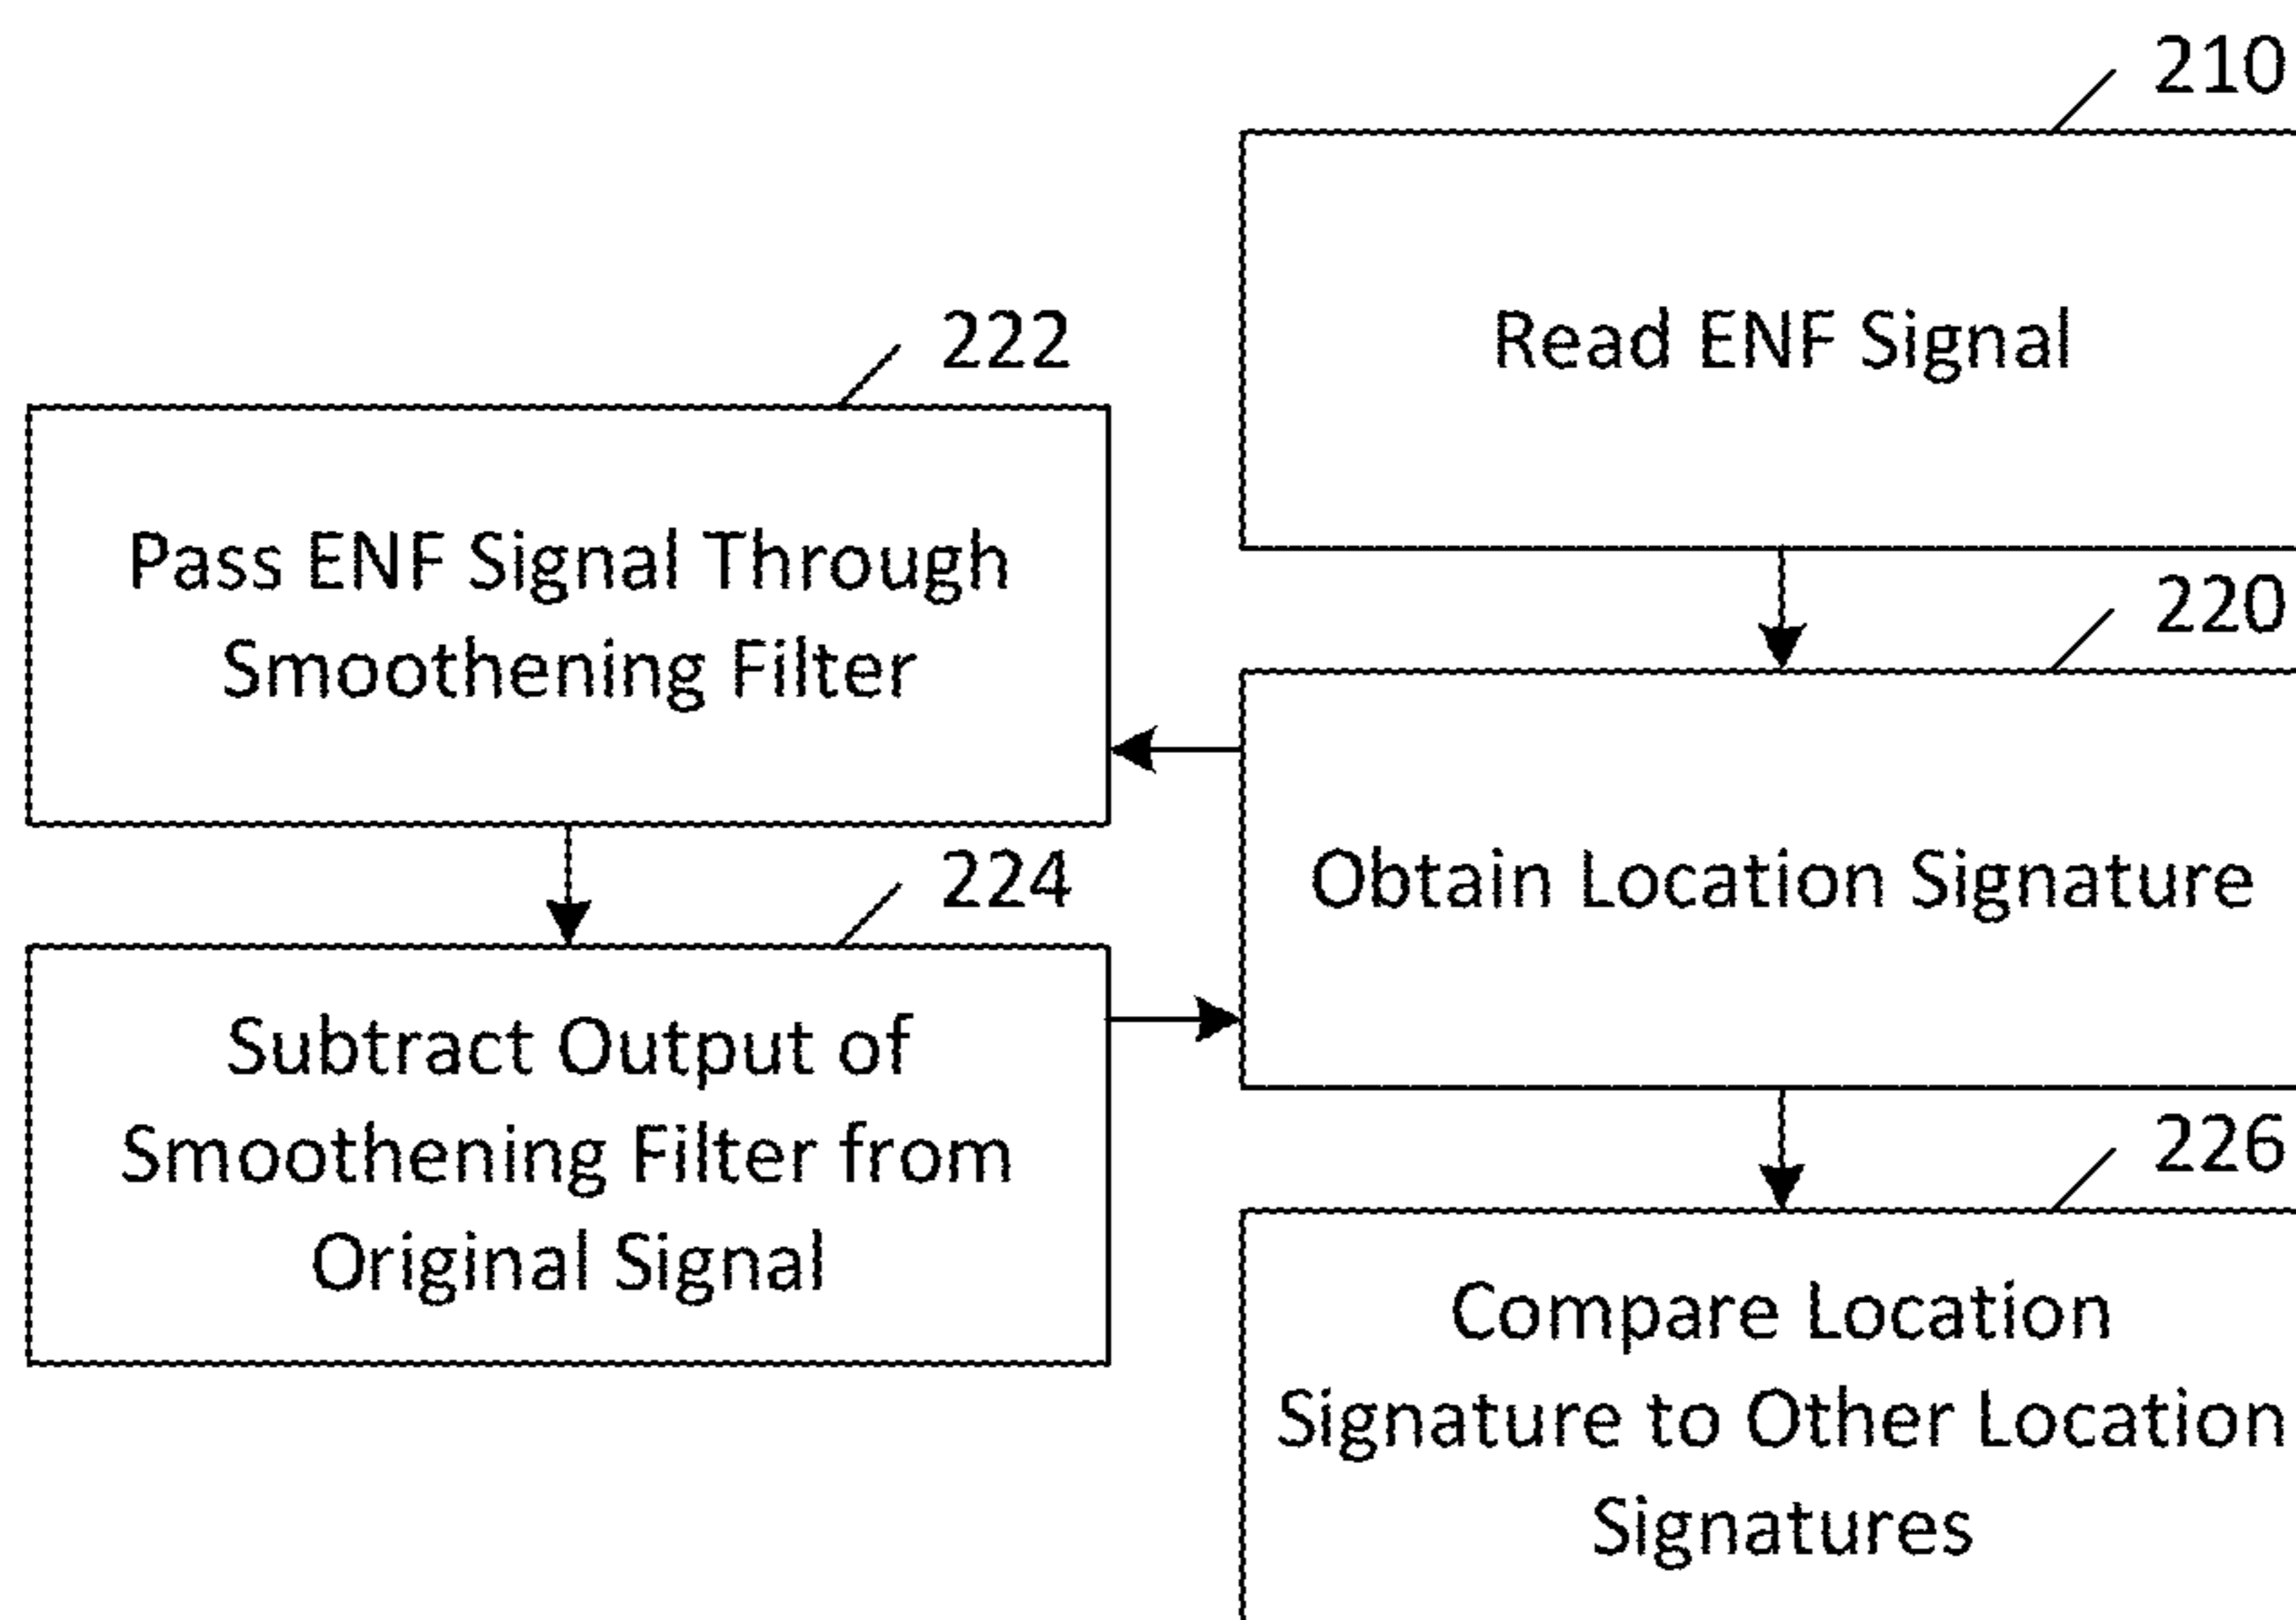 210
Read ENF Signal
222
Pass ENF Signal Through
Smoothening Filter
220
Obtain Location Signature
224
Subtract Output of
Smoothening Filter from
Original Signal
226
Compare Location
Signature to Other Location
Signatures